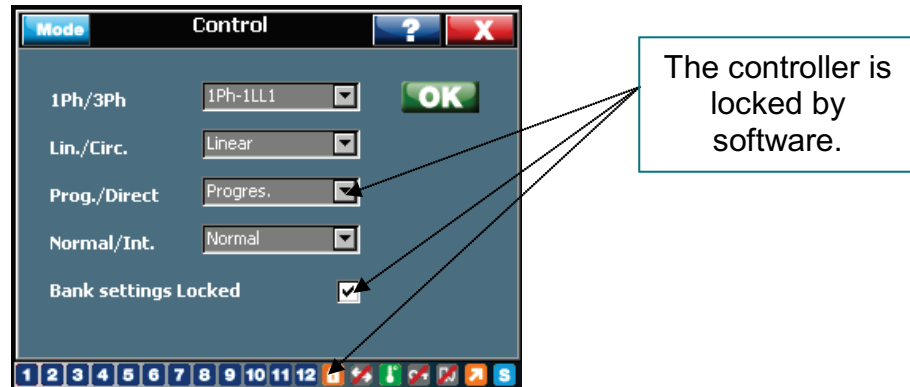 Mode Control ? X
1Ph/3Ph 1Ph-1LL1 OK
Lin./Circ. Linear
Prog./Direct Progres.
Normal/Int. Normal
Bank settings Locked
1 2 3 4 5 6 7 8 9 10 11 12 S
The controller is
locked by
software.